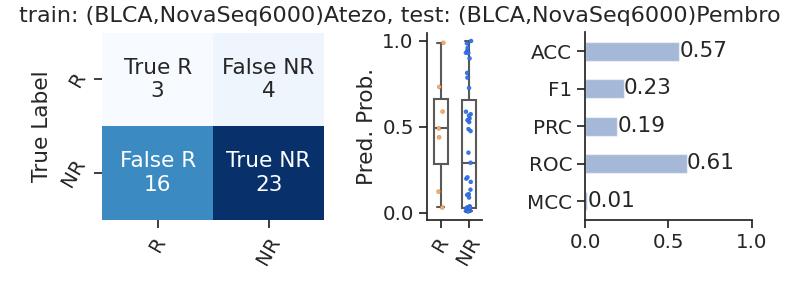 train: (BLCA,NovaSeq6000)Atezo, test: (BLCA,NovaSeq6000)Pembro
True Label
R
NR
True R
3
False NR
4
False R
16
True NR
23
R
NR
Pred. Prob.
1.0
0.5
0.0
R
NR
ACC
0.57
F1
0.23
PRC
0.19
ROC
0.61
MCC
0.01
0.0
0.5
1.0